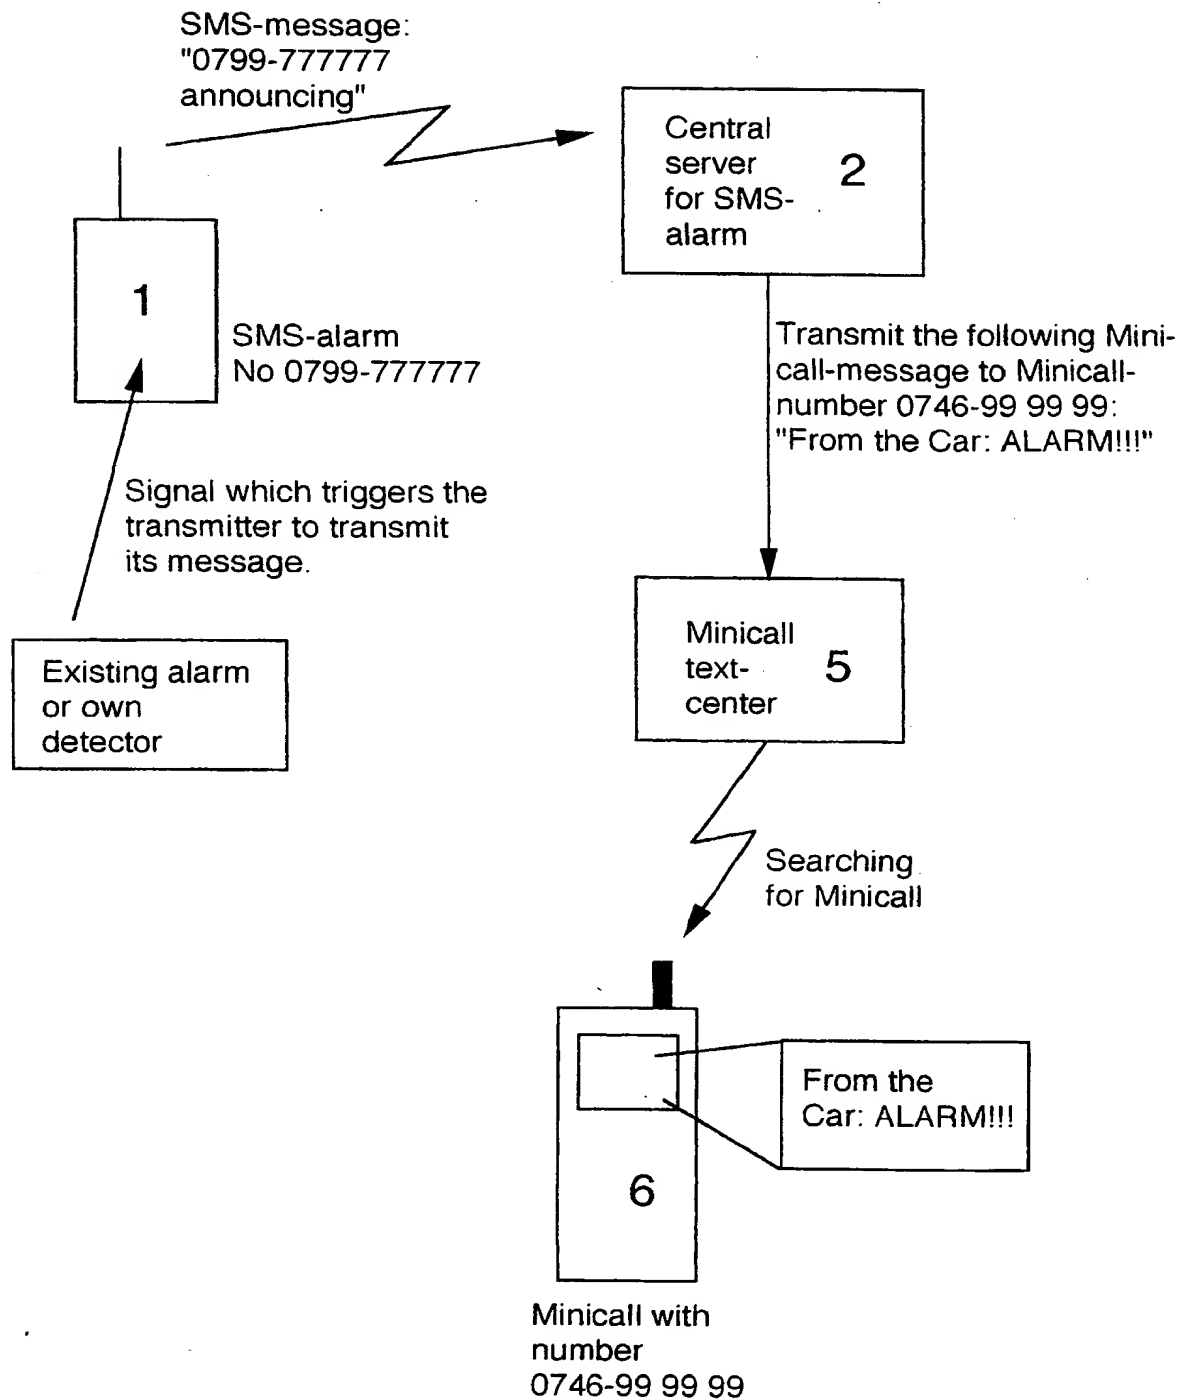 SMS-message:
"0799-777777
announcing"
Central
server
for SMS-
alarm
2
1
SMS-alarm
No 0799-777777
Transmit the following Mini-
call-message to Minicall-
number 0746-99 99 99:
"From the Car: ALARM!!!"
Signal which triggers the
transmitter to transmit
its message.
Existing alarm
or own
detector
Minicall
text-
center
5
Searching
for Minicall
From the
Car: ALARM!!!
6
Minicall with
number
0746-99 99 99